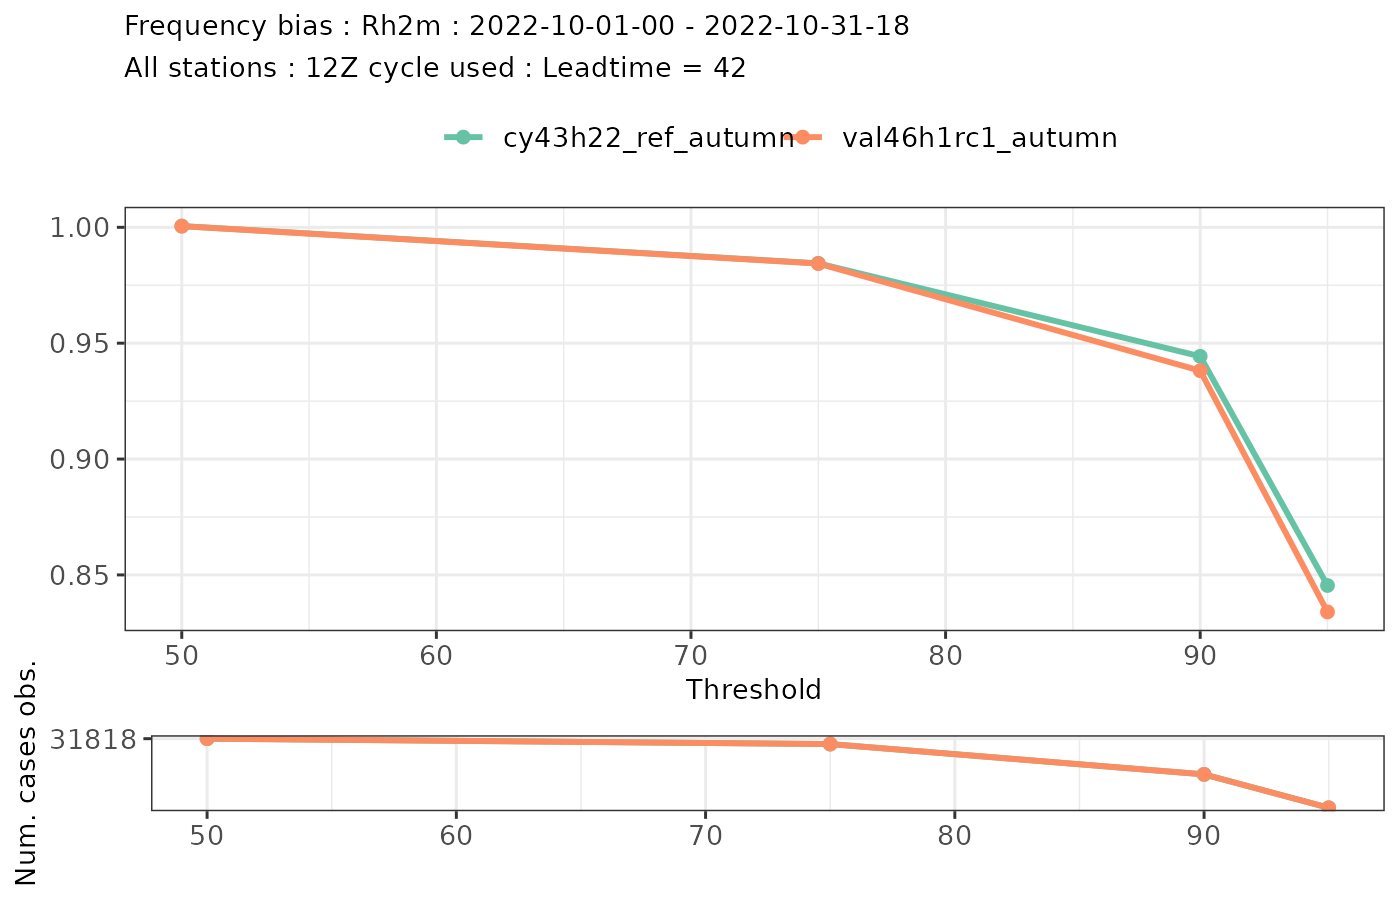 Frequency bias : Rh2m : 2022-10-01-00 - 2022-10-31-18
All stations : 12Z cycle used : Leadtime = 42
cy43h22_ref_autumn val46h1rc1_autumn
1.00
0.95
0.90
0.85
50 60 70 80 90
Threshold
Num. cases obs.
31818
50 60 70 80 90